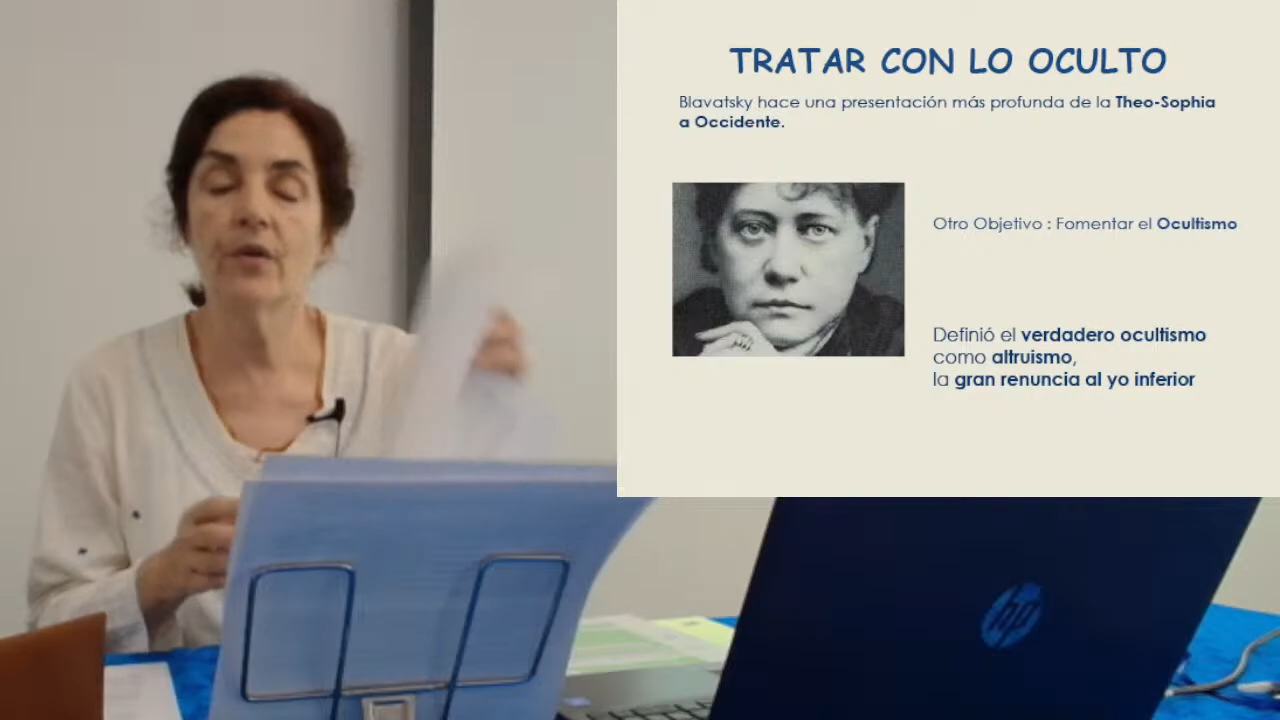 TRATAR CON LO OCULTO
Blavatsky hace una presentación más profunda de la Theo-Sophia
a Occidente.
Otro Objetivo : Fomentar el Ocultismo
Definió el verdadero ocultismo
como altruismo,
la gran renuncia al yo inferior
hp